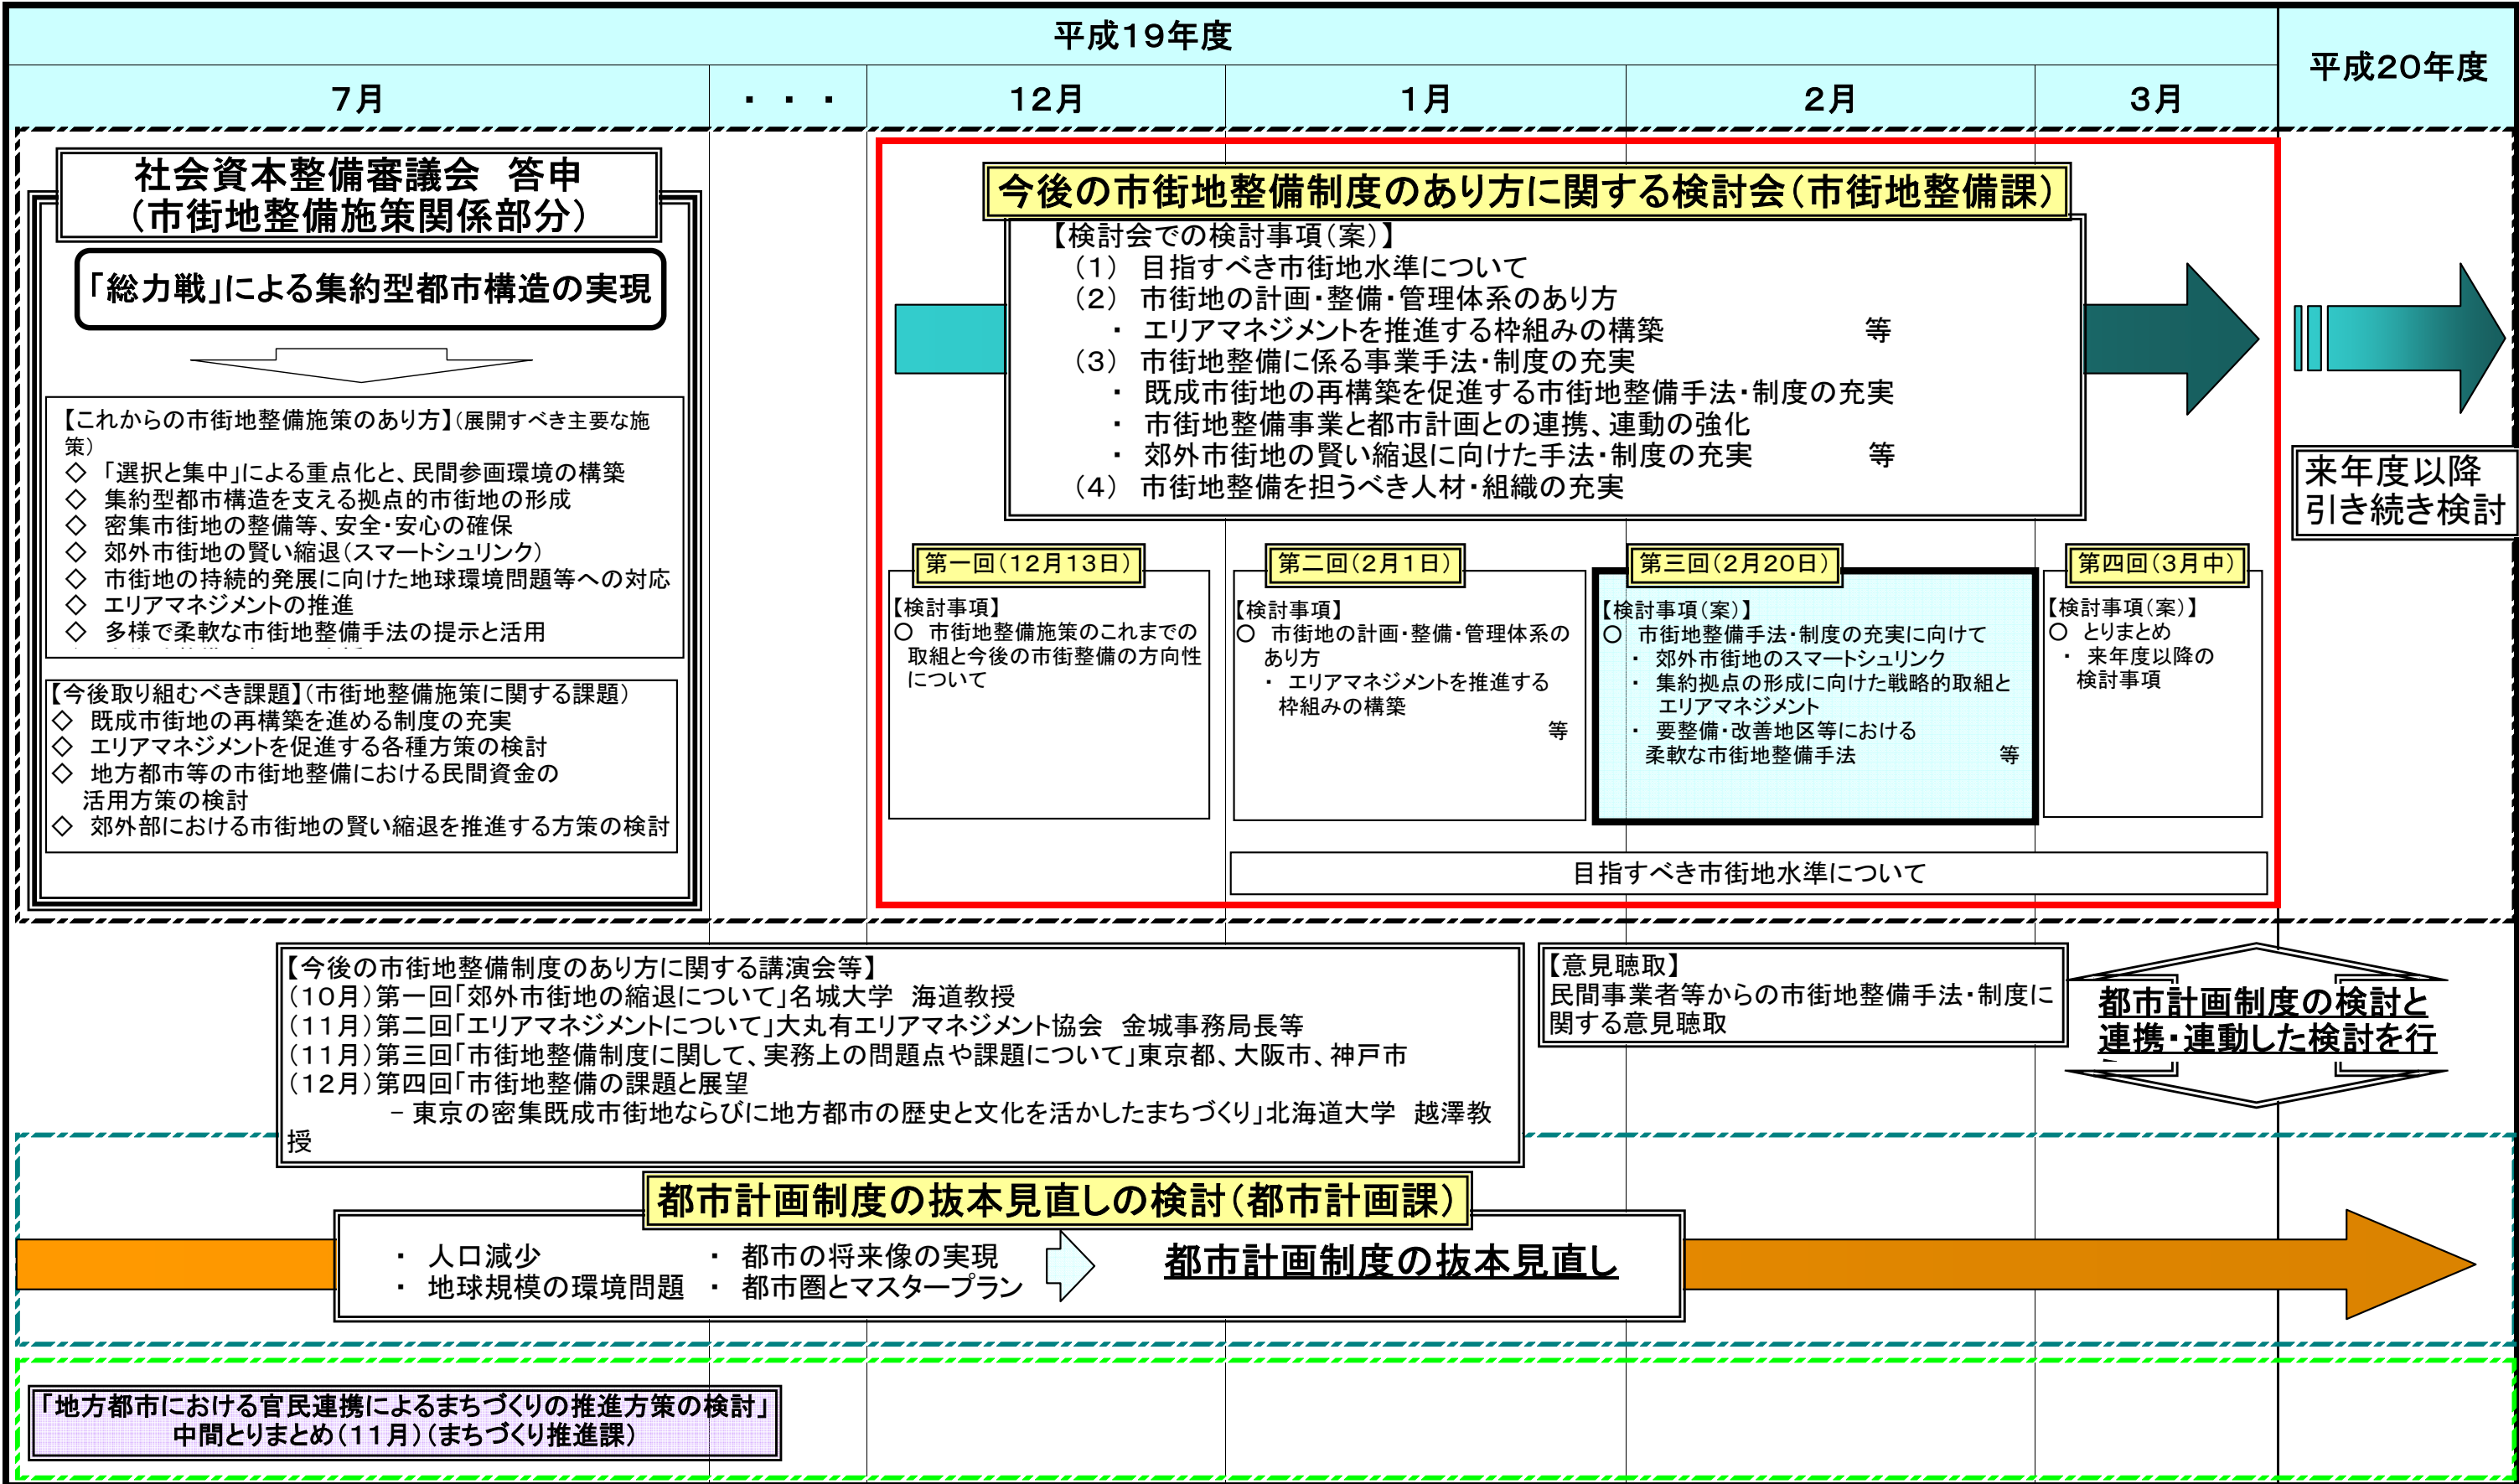 平成19年度
平成20年度
7月
・・・
12月
1月
2月
3月
社会資本整備審議会　答申
（市街地整備施策関係部分）
「総力戦」による集約型都市構造の実現
【これからの市街地整備施策のあり方】（展開すべき主要な施
策）
◇　「選択と集中」による重点化と、民間参画環境の構築
◇　集約型都市構造を支える拠点的市街地の形成
◇　密集市街地の整備等、安全・安心の確保
◇　郊外市街地の賢い縮退（スマートシュリンク）
◇　市街地の持続的発展に向けた地球環境問題等への対応
◇　エリアマネジメントの推進
◇　多様で柔軟な市街地整備手法の提示と活用
【今後取り組むべき課題】（市街地整備施策に関する課題）
◇　既成市街地の再構築を進める制度の充実
◇　エリアマネジメントを促進する各種方策の検討
◇　地方都市等の市街地整備における民間資金の
活用方策の検討
◇　郊外部における市街地の賢い縮退を推進する方策の検討
今後の市街地整備制度のあり方に関する検討会（市街地整備課）
【検討会での検討事項（案）】
（1）　目指すべき市街地水準について
（2）　市街地の計画・整備・管理体系のあり方
・　エリアマネジメントを推進する枠組みの構築　　　　　　等
（3）　市街地整備に係る事業手法・制度の充実
・　既成市街地の再構築を促進する市街地整備手法・制度の充実
・　市街地整備事業と都市計画との連携、連動の強化
・　郊外市街地の賢い縮退に向けた手法・制度の充実　　　　等
（4）　市街地整備を担うべき人材・組織の充実
来年度以降
引き続き検討
第一回（12月13日）
【検討事項】
○　市街地整備施策のこれまでの
取組と今後の市街整備の方向性
について
第二回（2月1日）
【検討事項】
○　市街地の計画・整備・管理体系の
あり方
・　エリアマネジメントを推進する
枠組みの構築
等
第三回（2月20日）
【検討事項（案）】
○　市街地整備手法・制度の充実に向けて
・　郊外市街地のスマートシュリンク
・　集約拠点の形成に向けた戦略的取組と
エリアマネジメント
・　要整備・改善地区等における
柔軟な市街地整備手法　　　　　　等
第四回（3月中）
【検討事項（案）】
○　とりまとめ
・　来年度以降の
検討事項
目指すべき市街地水準について
【今後の市街地整備制度のあり方に関する講演会等】
（10月）第一回「郊外市街地の縮退について」名城大学　海道教授
（11月）第二回「エリアマネジメントについて」大丸有エリアマネジメント協会　金城事務局長等
（11月）第三回「市街地整備制度に関して、実務上の問題点や課題について」東京都、大阪市、神戸市
（12月）第四回「市街地整備の課題と展望
－東京の密集既成市街地ならびに地方都市の歴史と文化を活かしたまちづくり」北海道大学　越澤教
授
【意見聴取】
民間事業者等からの市街地整備手法・制度に
関する意見聴取
都市計画制度の検討と
連携・連動した検討を行
都市計画制度の抜本見直しの検討（都市計画課）
・　人口減少　　　　　・　都市の将来像の実現
・　地球規模の環境問題　・　都市圏とマスタープラン
都市計画制度の抜本見直し
「地方都市における官民連携によるまちづくりの推進方策の検討」
中間とりまとめ（11月）（まちづくり推進課）